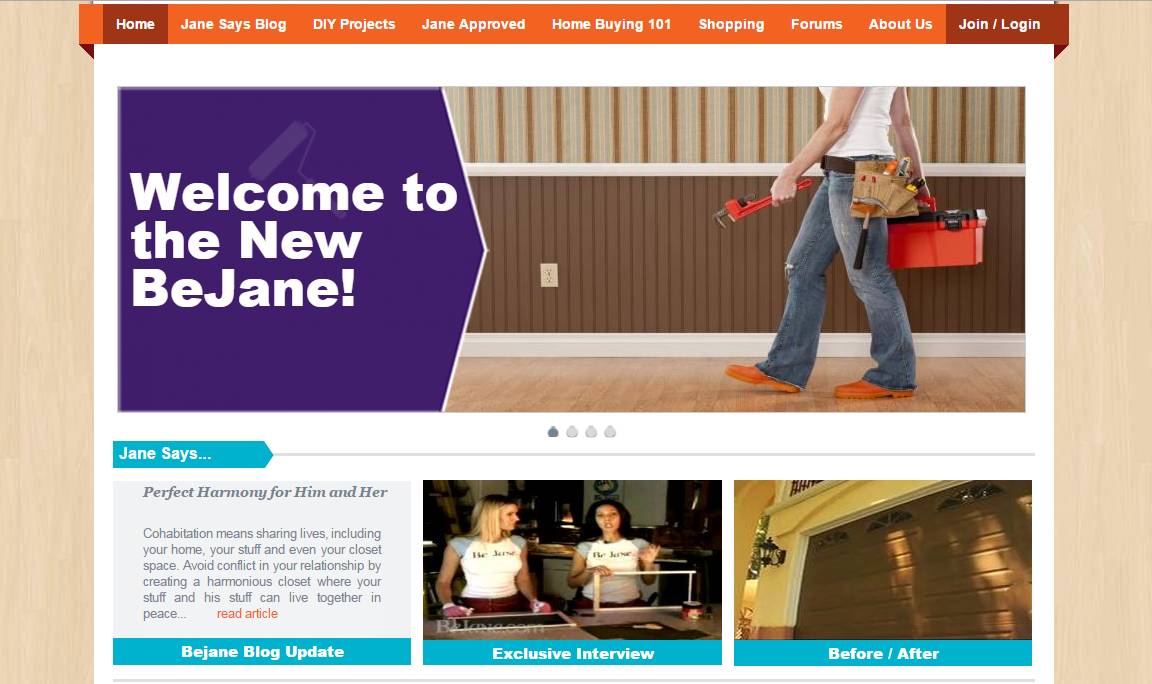 Home Jane Says Blog DIY Projects Jane Approved Home Buying 101 Shopping Forums About Us Join / Login
Welcome to
the New
BeJane!
Jane Says...
Perfect Harmony for Him and Her
Cohabitation means sharing lives, including
your home, your stuff and even your closet
space. Avoid conflict in your relationship by
creating a harmonious closet where your
stuff and his stuff can live together in
peace... read article
Be Jane
Be Jane
BeJane.com
Bejane Blog Update
Exclusive Interview
Before / After